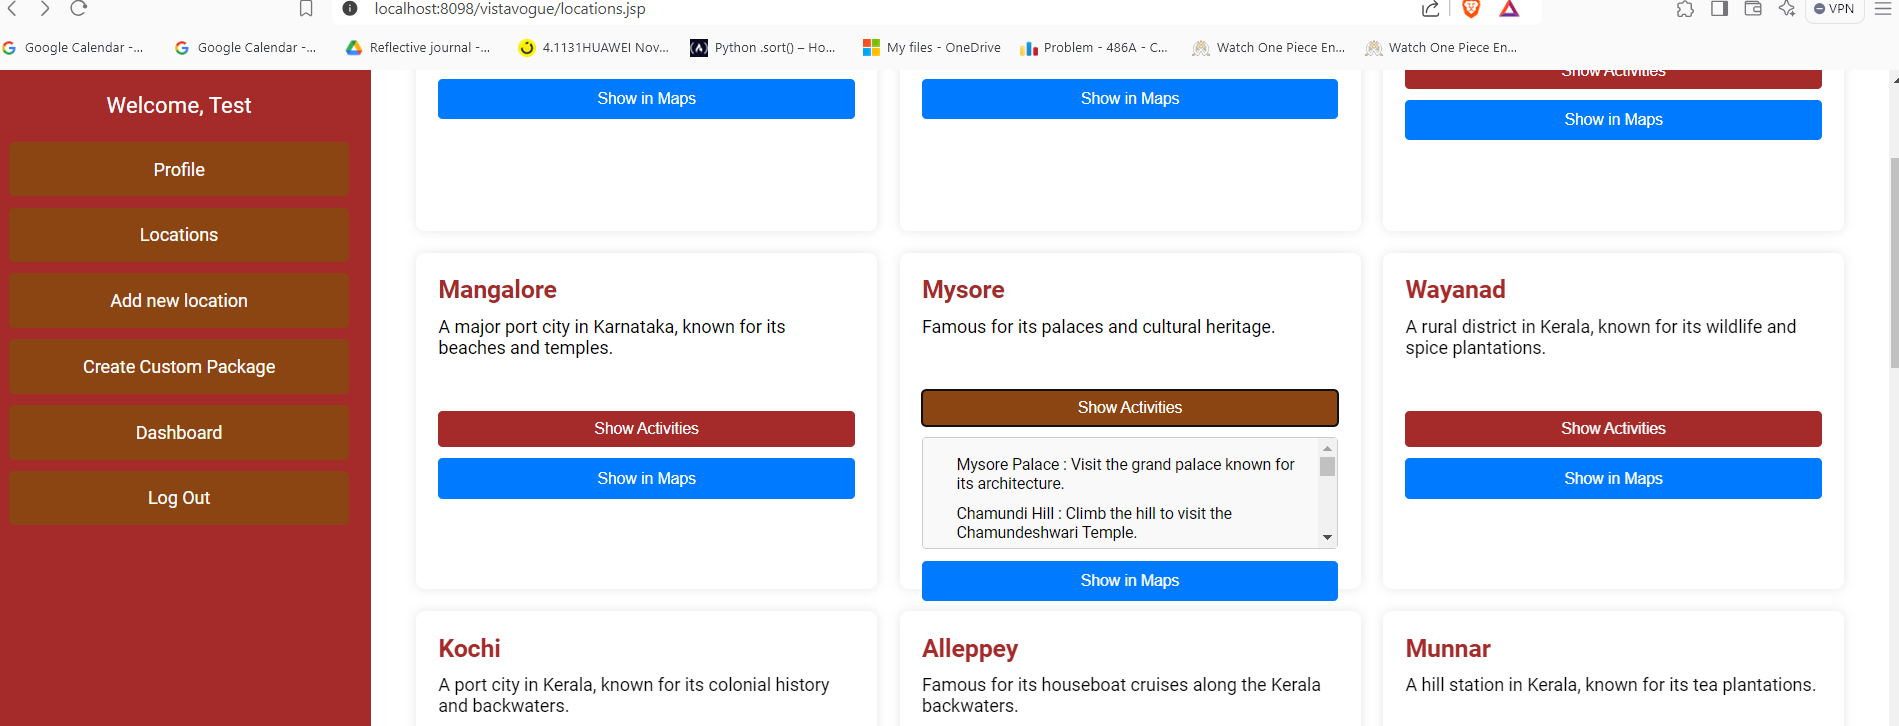 localhost:8098/vistavogue/locations.jsp
VPN
Google Calendar -...
Google Calendar -...
Reflective journal -...
4.1131HUAWEI Nov...
Python .sort() – Ho...
My files - OneDrive
Problem - 486A - C...
Watch One Piece En...
Watch One Piece En...
Welcome, Test
Profile
Locations
Add new location
Create Custom Package
Dashboard
Log Out
Show in Maps
Show in Maps
Show Activities
Show in Maps
Mangalore
A major port city in Karnataka, known for its
beaches and temples.
Show Activities
Show in Maps
Mysore
Famous for its palaces and cultural heritage.
Show Activities
Mysore Palace : Visit the grand palace known for
its architecture.
Chamundi Hill : Climb the hill to visit the
Chamundeshwari Temple.
Show in Maps
Wayanad
A rural district in Kerala, known for its wildlife and
spice plantations.
Show Activities
Show in Maps
Kochi
A port city in Kerala, known for its colonial history
and backwaters.
Alleppey
Famous for its houseboat cruises along the Kerala
backwaters.
Munnar
A hill station in Kerala, known for its tea plantations.